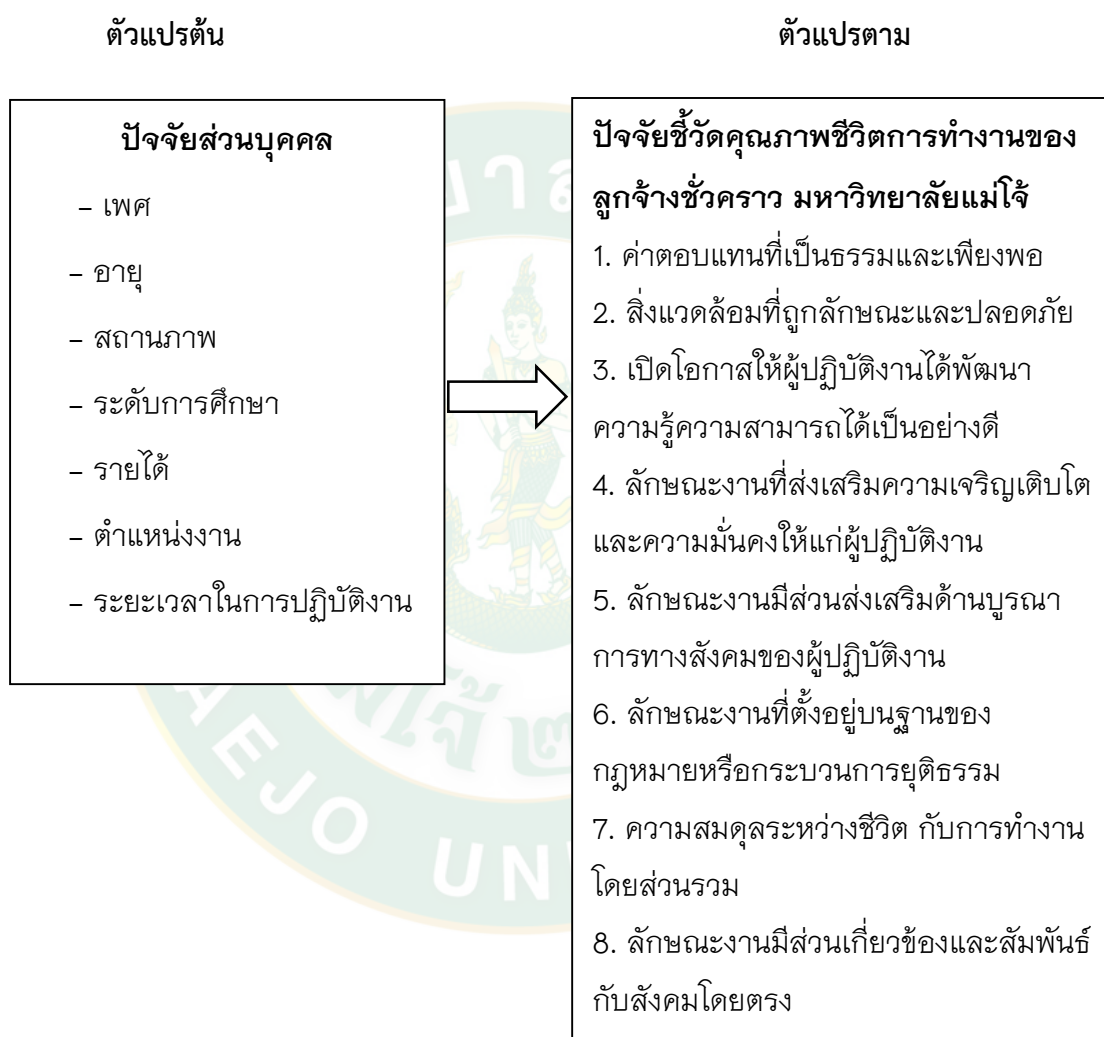 ตัวแปรต้น
ตัวแปรตาม
ปัจจัยส่วนบุคคล
– เพศ
– อายุ
– สถานภาพ
– ระดับการศึกษา
– รายได้
– ตำแหน่งงาน
– ระยะเวลาในการปฏิบัติงาน
ปัจจัยชี้วัดคุณภาพชีวิตการทำงานของ
ลูกจ้างชั่วคราว มหาวิทยาลัยแม่โจ้
1. ค่าตอบแทนที่เป็นธรรมและเพียงพอ
2. สิ่งแวดล้อมที่ถูกลักษณะและปลอดภัย
3. เปิดโอกาสให้ผู้ปฏิบัติงานได้พัฒนา
ความรู้ความสามารถได้เป็นอย่างดี
4. ลักษณะงานที่ส่งเสริมความเจริญเติบโต
และความมั่นคงให้แก่ผู้ปฏิบัติงาน
5. ลักษณะงานมีส่วนส่งเสริมด้านบูรณา
การทางสังคมของผู้ปฏิบัติงาน
6. ลักษณะงานที่ตั้งอยู่บนฐานของ
กฎหมายหรือกระบวนการยุติธรรม
7. ความสมดุลระหว่างชีวิต กับการทำงาน
โดยส่วนรวม
8. ลักษณะงานมีส่วนเกี่ยวข้องและสัมพันธ์
กับสังคมโดยตรง